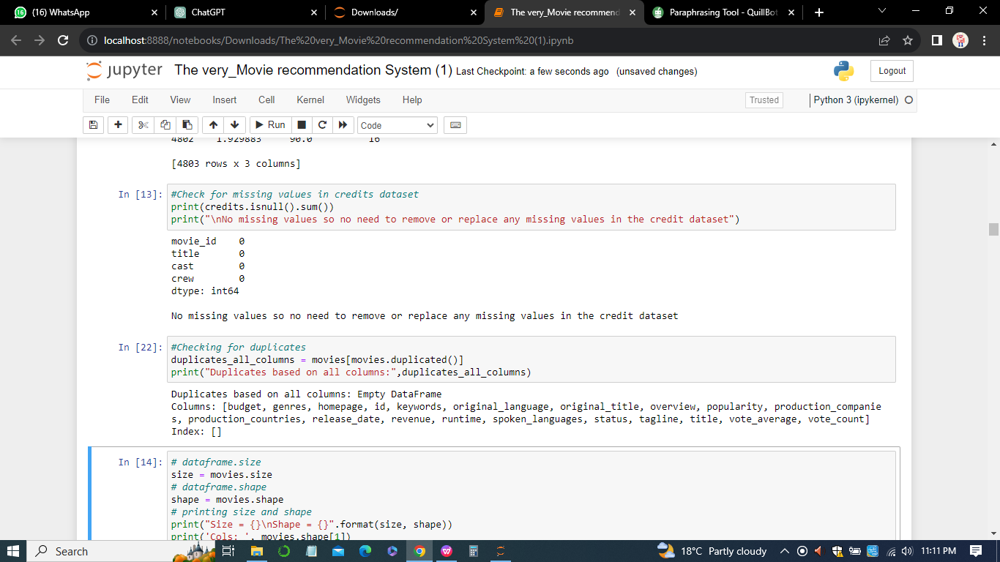 (16) WhatsApp
ChatGPT
Downloads/
The very_Movie recommend
Paraphrasing Tool - QuillBot
localhost:8888/notebooks/Downloads/The%20very_Movie%20recommendation%20System%20(1).ipynb
jupyter The very_Movie recommendation System (1) Last Checkpoint: a few seconds ago (unsaved changes)
Logout
File Edit View Insert Cell Kernel Widgets Help
Trusted
Python 3 (ipykernel)
Run
Code
4802 1.929883 90.0 16
[4803 rows x 3 columns]
In [13]:
#Check for missing values in credits dataset
print(credits.isnull().sum())
print("\nNo missing values so no need to remove or replace any missing values in the credit dataset")
movie_id 0
title 0
cast 0
crew 0
dtype: int64
No missing values so no need to remove or replace any missing values in the credit dataset
In [22]:
#Checking for duplicates
duplicates_all_columns = movies[movies.duplicated()]
print("Duplicates based on all columns:",duplicates_all_columns)
Duplicates based on all columns: Empty DataFrame
Columns: [budget, genres, homepage, id, keywords, original_language, original_title, overview, popularity, production_companie
s, production_countries, release_date, revenue, runtime, spoken_languages, status, tagline, title, vote_average, vote_count]
Index: []
In [14]:
# dataframe.size
size = movies.size
# dataframe.shape
shape = movies.shape
# printing size and shape
print("Size = {}\nShape = {}".format(size, shape))
print('Cols: ', movies.shape[1])
Search
18°C Partly cloudy
11:11 PM